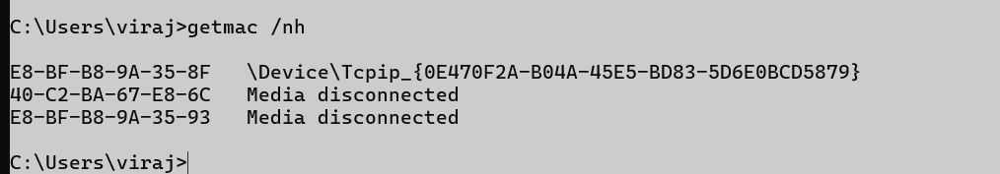 C:\Users\viraj>getmac /nh
E8-BF-B8-9A-35-8F   \Device\Tcpip_{0E470F2A-B04A-45E5-BD83-5D6E0BCD5879}
40-C2-BA-67-E8-6C   Media disconnected
E8-BF-B8-9A-35-93   Media disconnected
C:\Users\viraj>